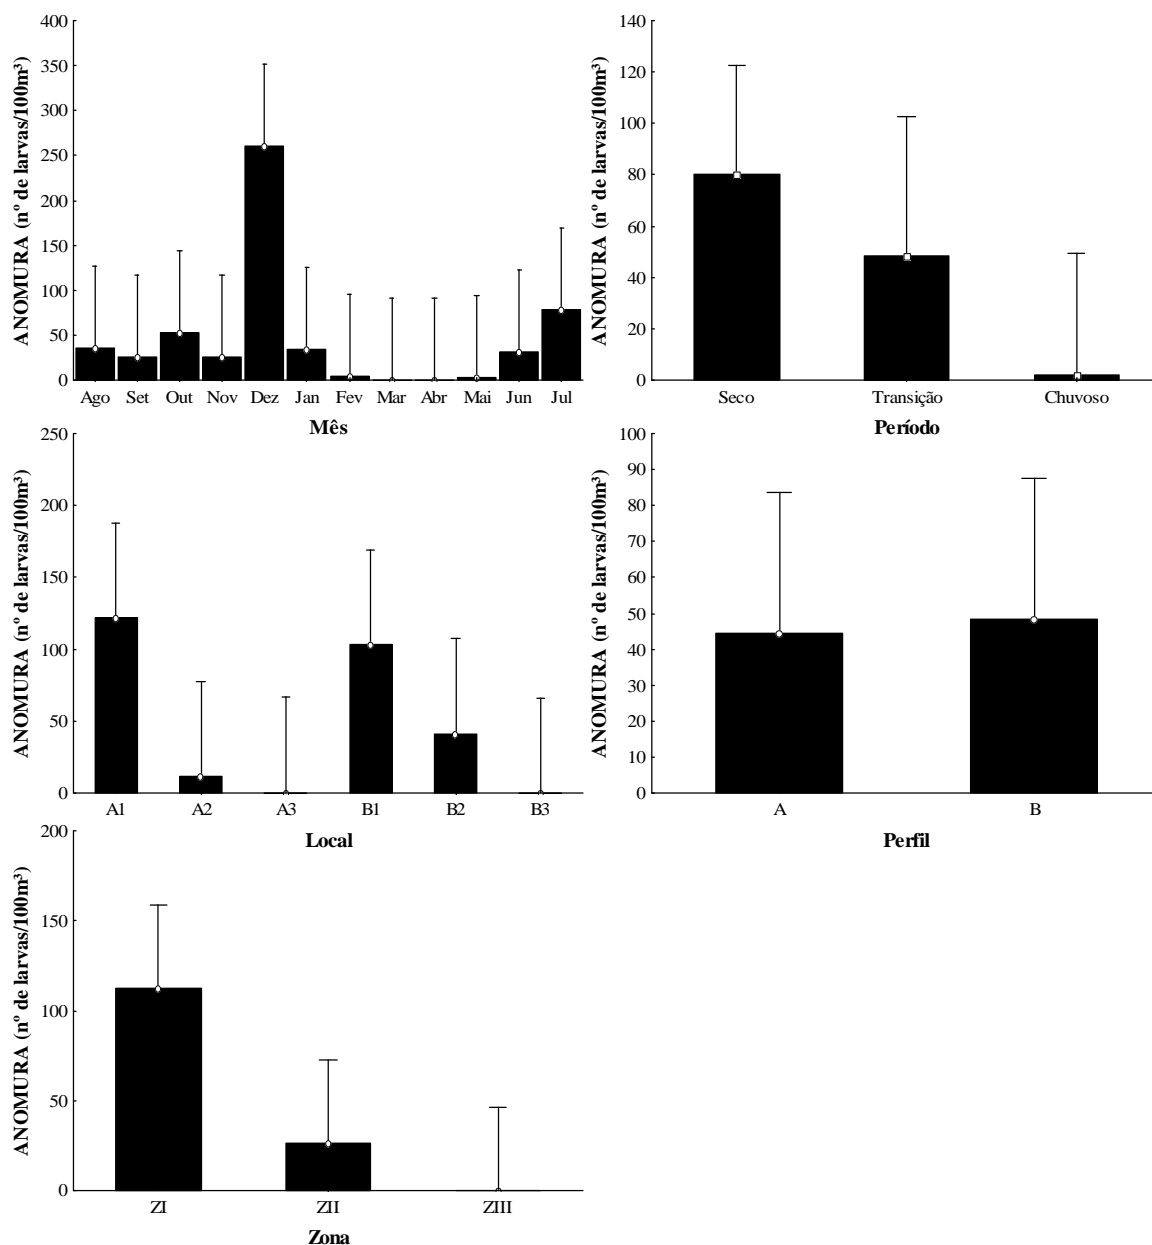 ANOMURA (nº de larvas/100m³)
400
350
300
250
200
150
100
50
0
Ago Set Out Nov Dez Jan Fev Mar Abr Mai Jun Jul
Mês
ANOMURA (nº de larvas/100m³)
140
120
100
80
60
40
20
0
Seco Transição Chuvoso
Período
ANOMURA (nº de larvas/100m³)
250
200
150
100
50
0
A1 A2 A3 B1 B2 B3
Local
ANOMURA (nº de larvas/100m³)
100
90
80
70
60
50
40
30
20
10
0
A B
Perfil
ANOMURA (nº de larvas/100m³)
200
150
100
50
0
ZI ZII ZIII
Zona